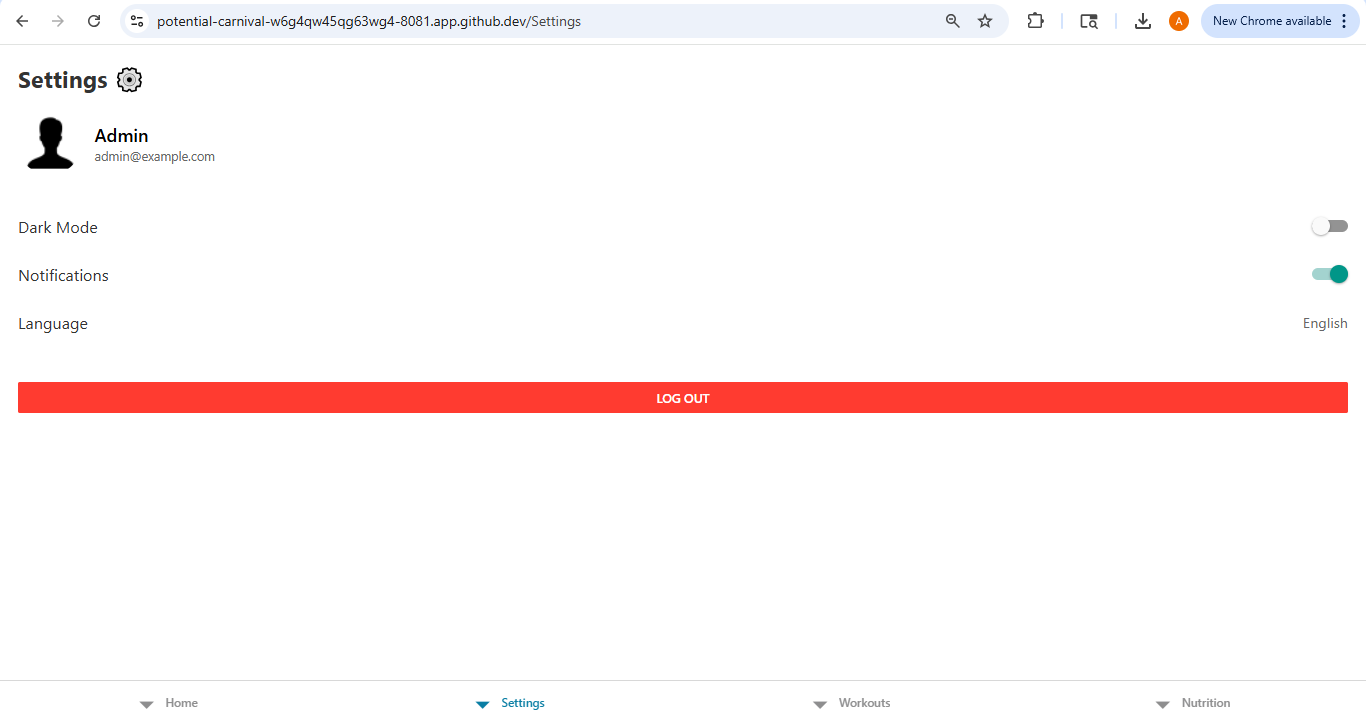 potential-carnival-w6g4qw45qg63wg4-8081.app.github.dev/Settings
A
New Chrome available
Settings
Admin
admin@example.com
Dark Mode
Notifications
Language
English
LOG OUT
Home
Settings
Workouts
Nutrition